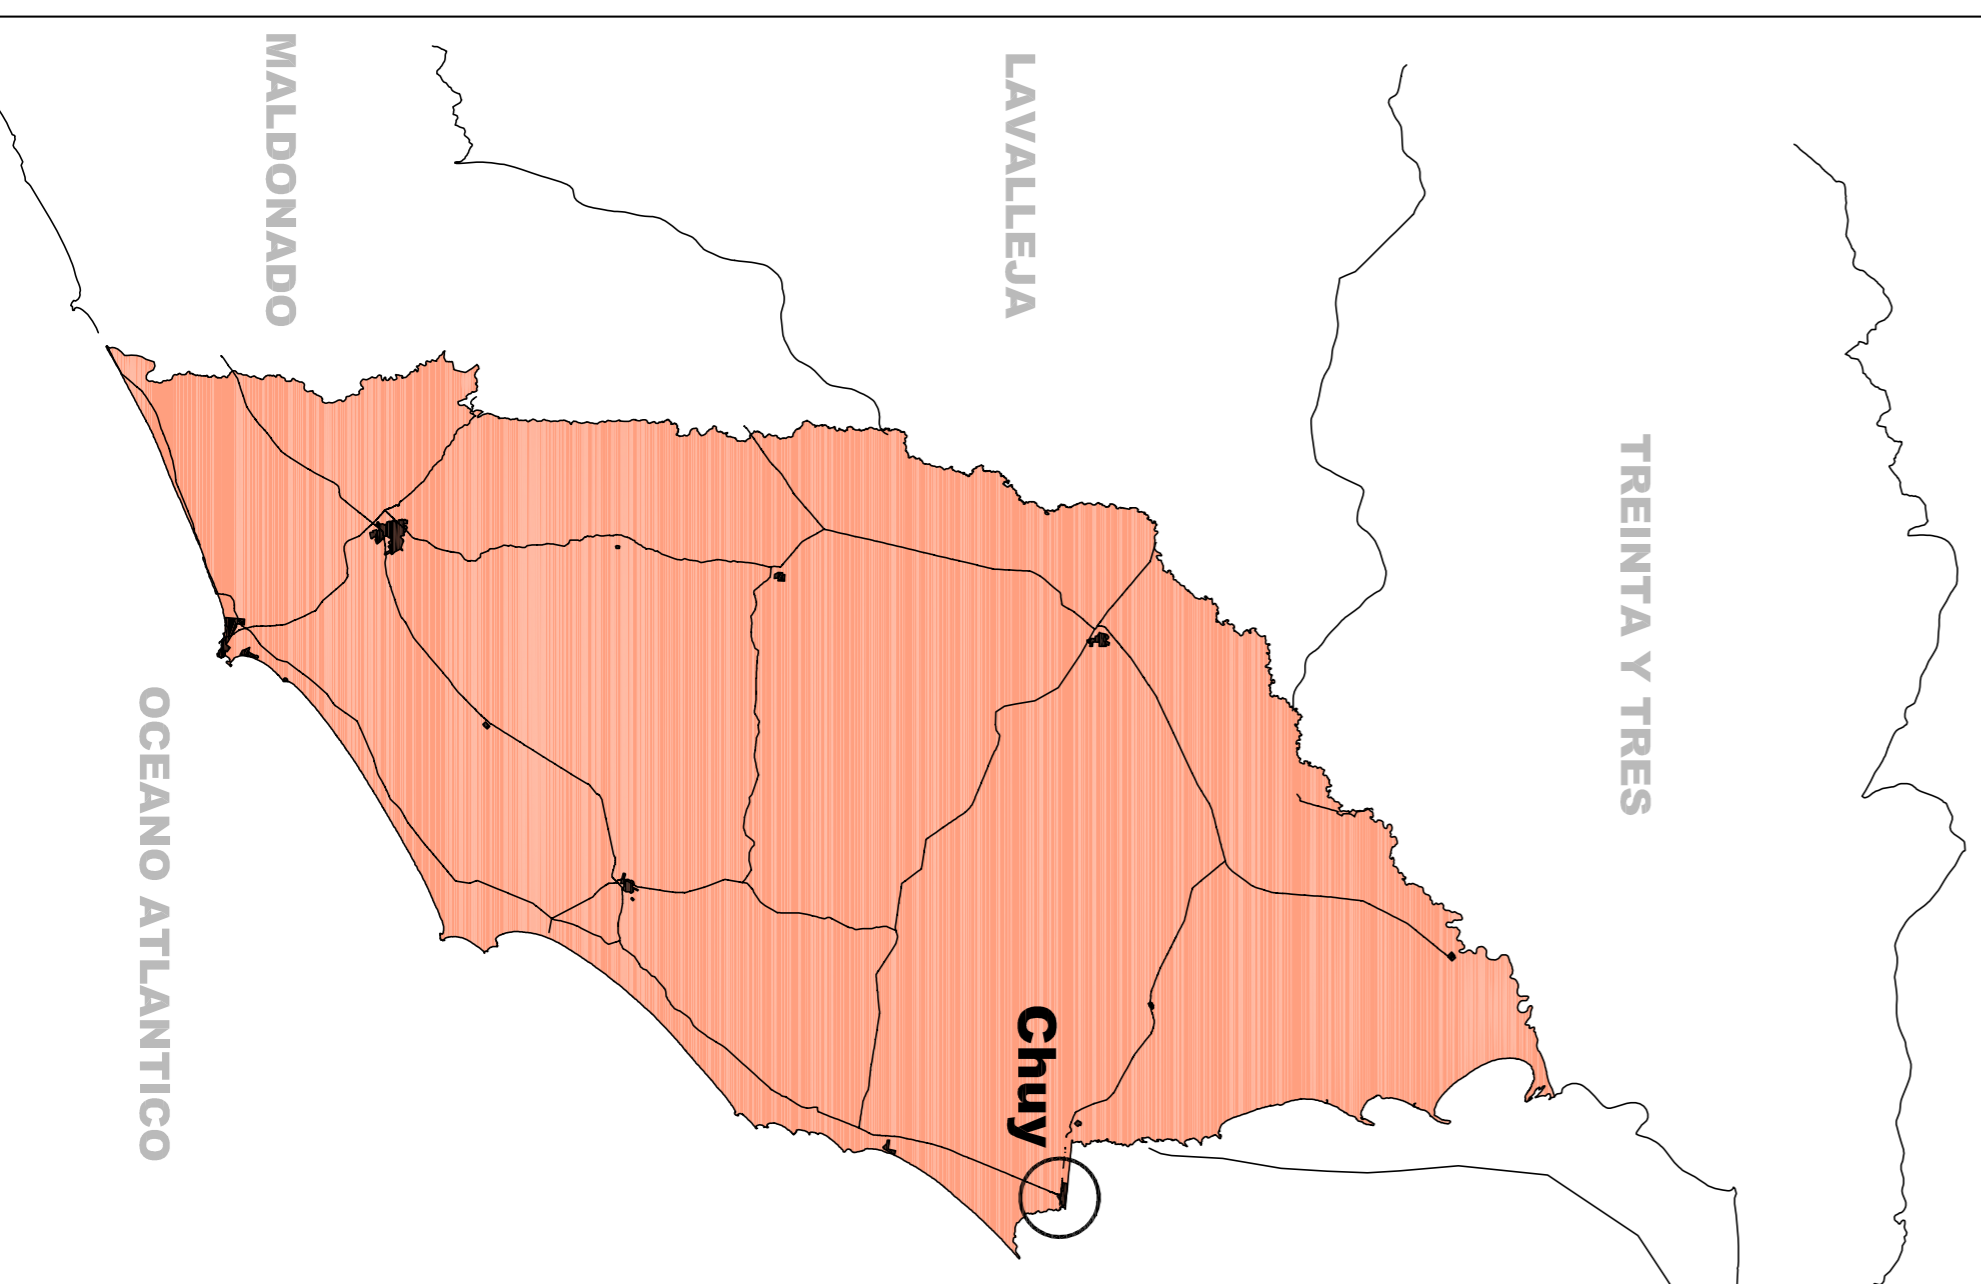 TREINTA Y TRES
LAVALLEJA
MALDONADO
Chuy
OCEANO ATLANTICO